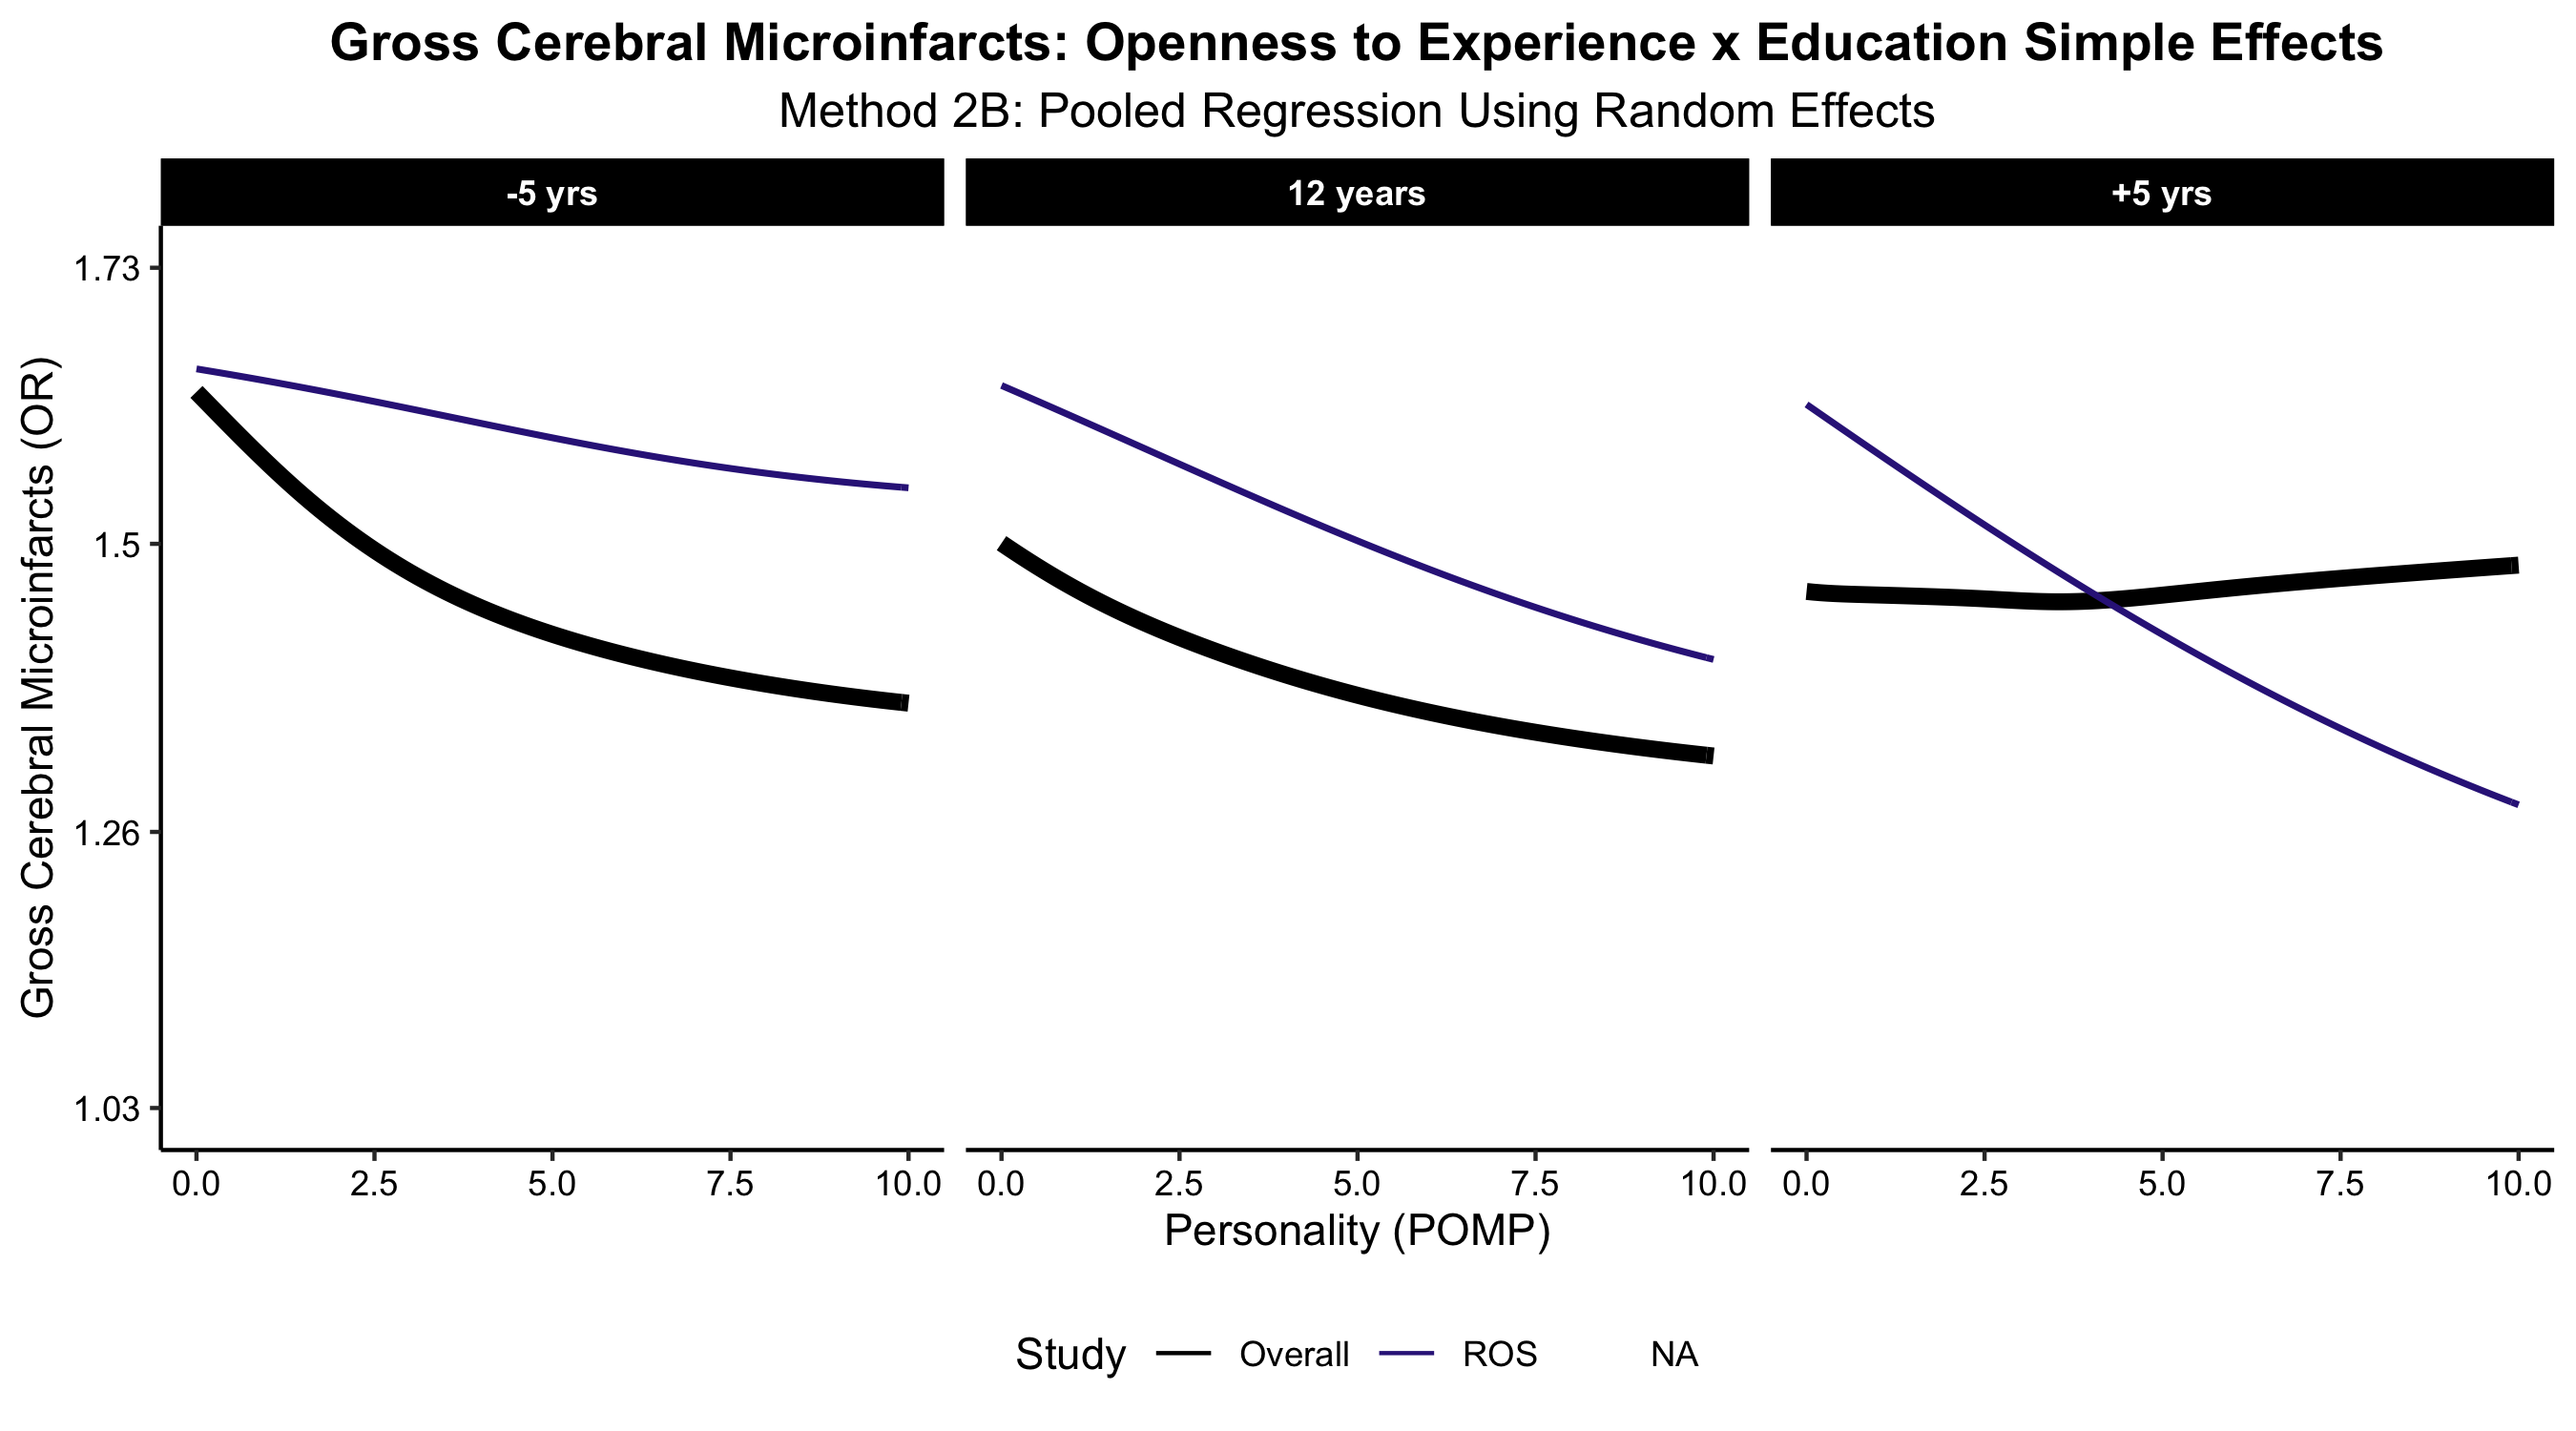 Gross Cerebral Microinfarcts: Openness to Experience x Education Simple Effects
Method 2B: Pooled Regression Using Random Effects
-5 yrs
12 years
+5 yrs
Gross Cerebral Microinfarcts (OR)
1.73
1.5
1.26
1.03
0.0 2.5 5.0 7.5 10.0
0.0 2.5 5.0 7.5 10.0
0.0 2.5 5.0 7.5 10.0
Personality (POMP)
Study Overall ROS NA